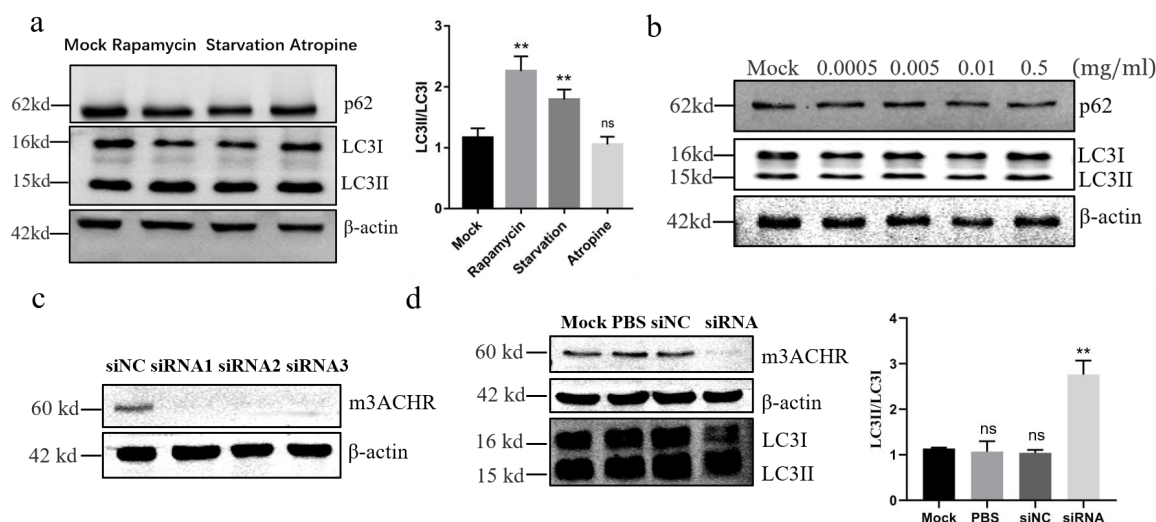 a
Mock Rapamycin Starvation Atropine
62kd
p62
16kd
LC3I
15kd
LC3II
42kd
β-actin
LC3II/LC3I
3
2
1
0
**
**
ns
Mock
Rapamycin
Starvation
Atropine
b
Mock 0.0005 0.005 0.01 0.5 (mg/ml)
62kd
p62
16kd
LC3I
15kd
LC3II
42kd
β-actin
c
siNC siRNA1 siRNA2 siRNA3
60 kd
m3ACHR
42 kd
β-actin
d
Mock PBS siNC siRNA
60 kd
m3ACHR
42 kd
β-actin
16 kd
LC3I
15 kd
LC3II
LC3II/LC3I
4
3
2
1
0
ns
ns
**
Mock PBS siNC siRNA